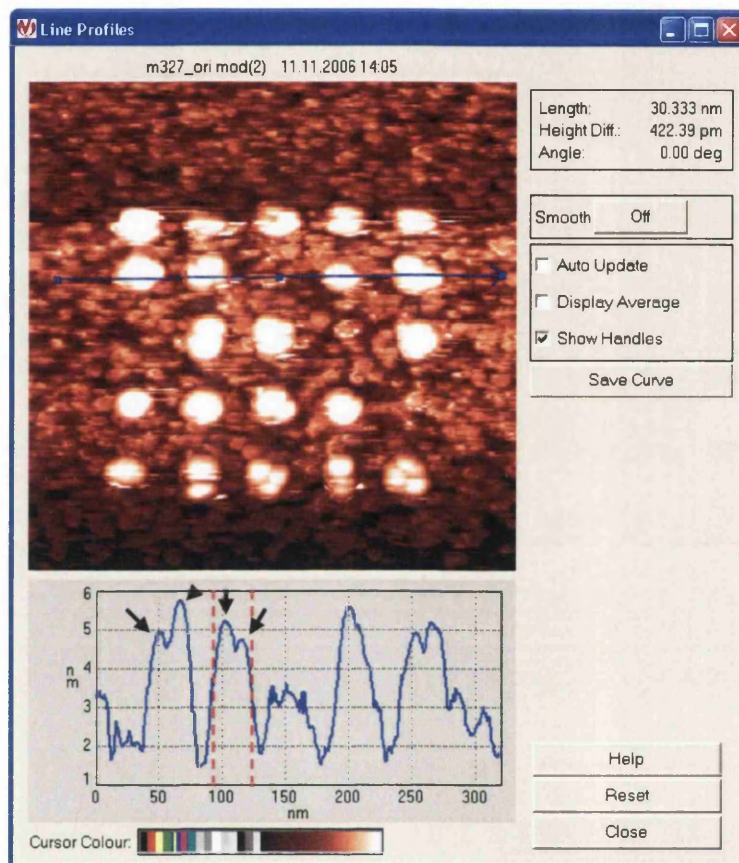 Line Profiles
m327_ori mod(2) 11.11.2006 14:05
Length: 30.333 nm
Height Diff.: 422.39 pm
Angle: 0.00 deg
Smooth Off
Auto Update
Display Average
Show Handles
Save Curve
6
5
4
3
2
1
nm
0 50 100 150 200 250 300
nm
Help
Reset
Close
Cursor Colour: